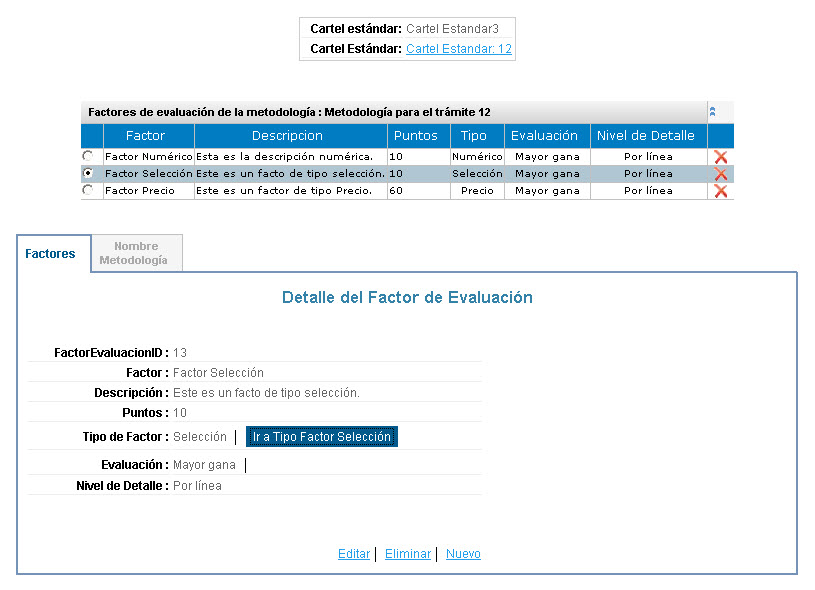 Cartel estándar: Cartel Estandar3
Cartel Estándar: Cartel Estandar: 12
Factores de evaluación de la metodología : Metodología para el trámite 12
Factor Descripcion Puntos Tipo Evaluación Nivel de Detalle
Factor Numérico Esta es la descripción numérica. 10 Numérico Mayor gana Por línea
Factor Selección Este es un facto de tipo selección. 10 Selección Mayor gana Por línea
Factor Precio Este es un factor de tipo Precio. 60 Precio Mayor gana Por línea
Factores
Nombre
Metodología
Detalle del Factor de Evaluación
FactorEvaluacionID : 13
Factor : Factor Selección
Descripción : Este es un facto de tipo selección.
Puntos : 10
Tipo de Factor : Selección | Ir a Tipo Factor Selección
Evaluación : Mayor gana |
Nivel de Detalle : Por línea
Editar | Eliminar | Nuevo